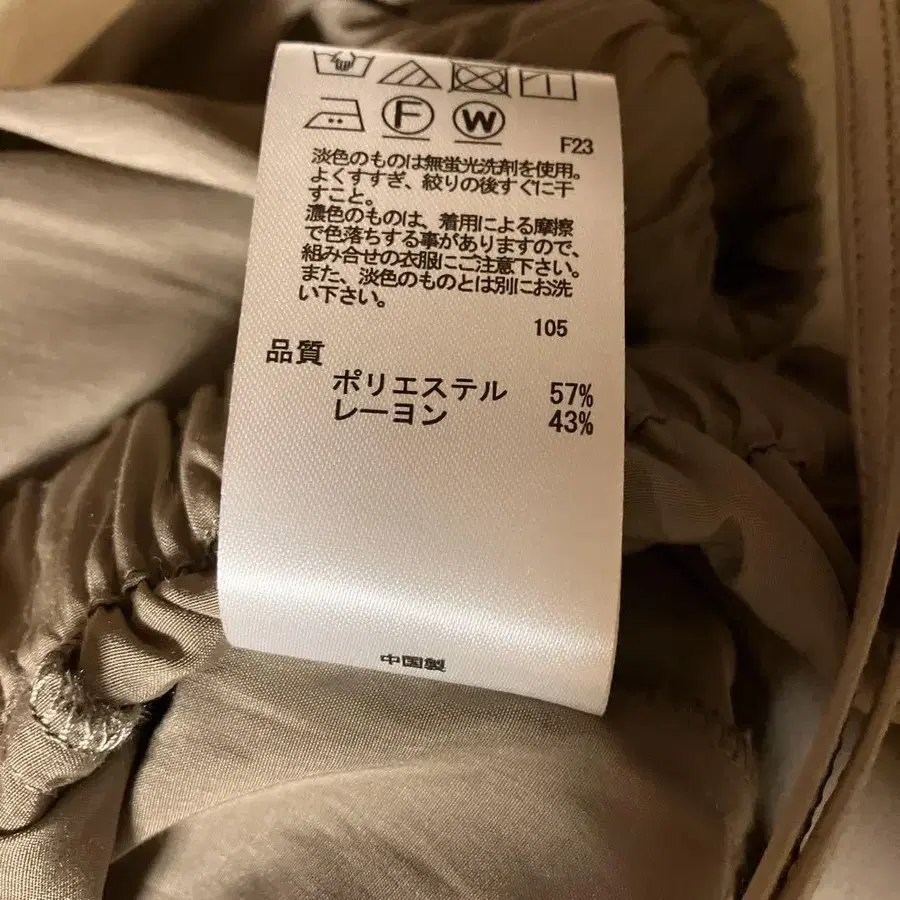 F W
F23
淡色のものは無蛍光洗剤を使用。
よくすすぎ、絞りの後すぐに干
すこと。
濃色のものは、着用による摩擦
で色落ちする事がありますので、
組み合せの衣服にご注意下さい。
また、淡色のものとは別にお洗
い下さい。
105
品質
ポリエステル 57%
レーヨン 43%
中国製